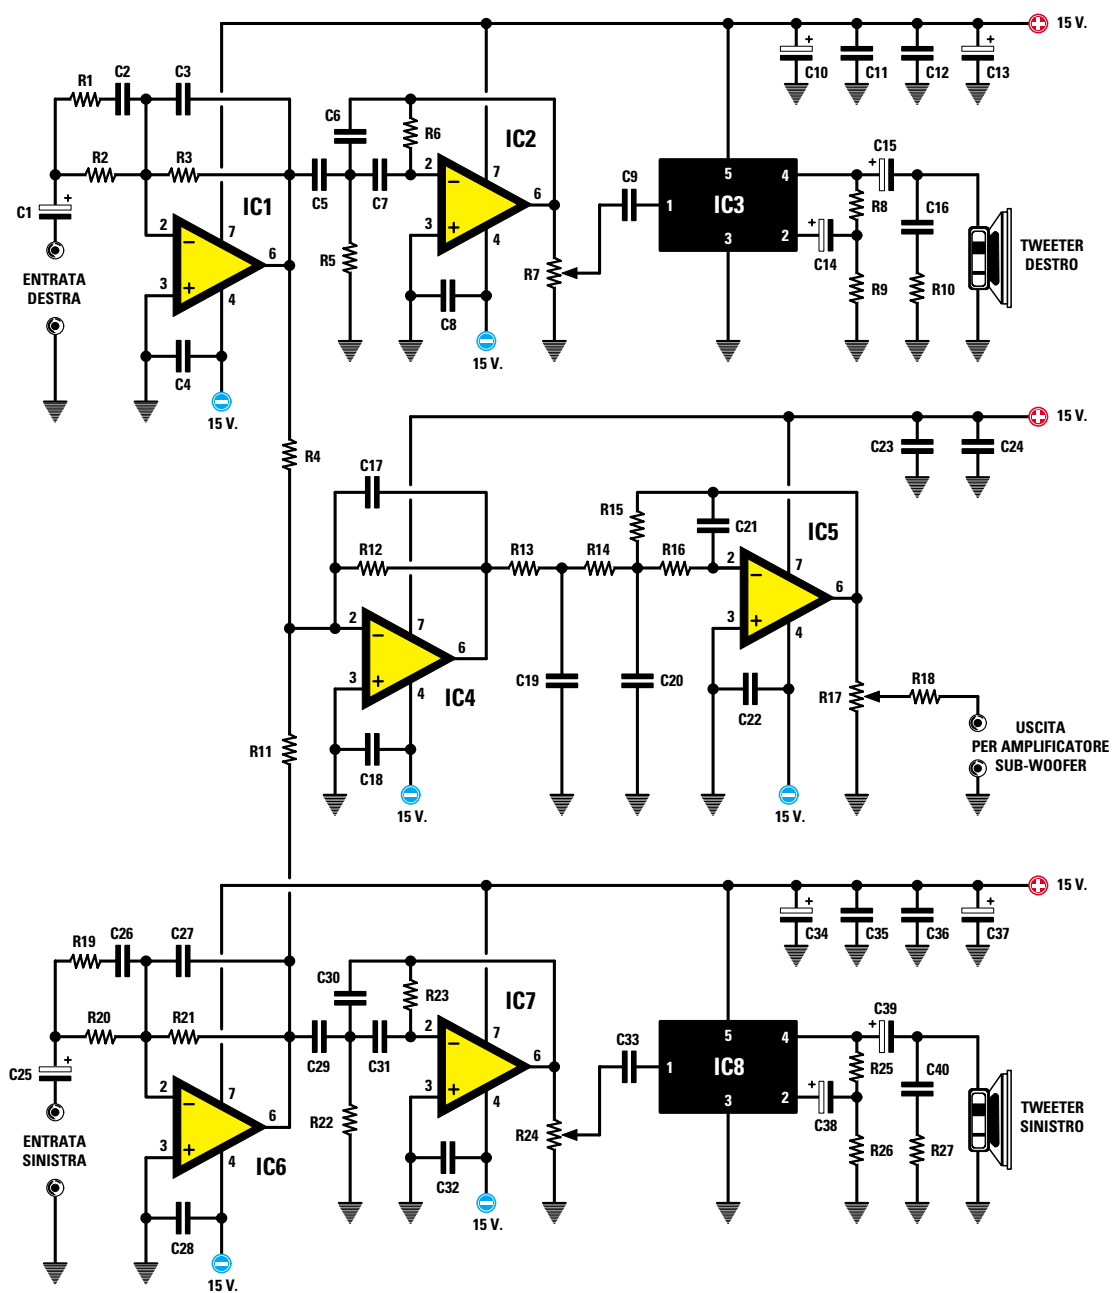 15 V.
C10
C11
C12
C13
R1
C2
C3
R2
R3
C1
IC1
2
7
6
3
4
ENTRATA
DESTRA
C4
15 V.
C5
C6
C7
R5
R6
IC2
2
7
6
3
4
C8
15 V.
R7
C9
1
IC3
5
4
2
3
C14
R8
R9
C15
C16
R10
TWEETER
DESTRO
15 V.
C23
C24
R4
R11
C17
R12
2
7
6
3
4
IC4
C18
15 V.
R13
R14
R15
R16
C19
C20
C21
IC5
2
7
6
3
4
C22
15 V.
R17
R18
USCITA
PER AMPLIFICATORE
SUB-WOOFER
15 V.
C34
C35
C36
C37
R19
C26
C27
R20
R21
C25
2
7
6
3
4
IC6
ENTRATA
SINISTRA
C28
15 V.
C29
C30
C31
R22
R23
IC7
2
7
6
3
4
C32
15 V.
R24
C33
1
IC8
5
4
2
3
C38
R25
R26
C39
C40
R27
TWEETER
SINISTRO